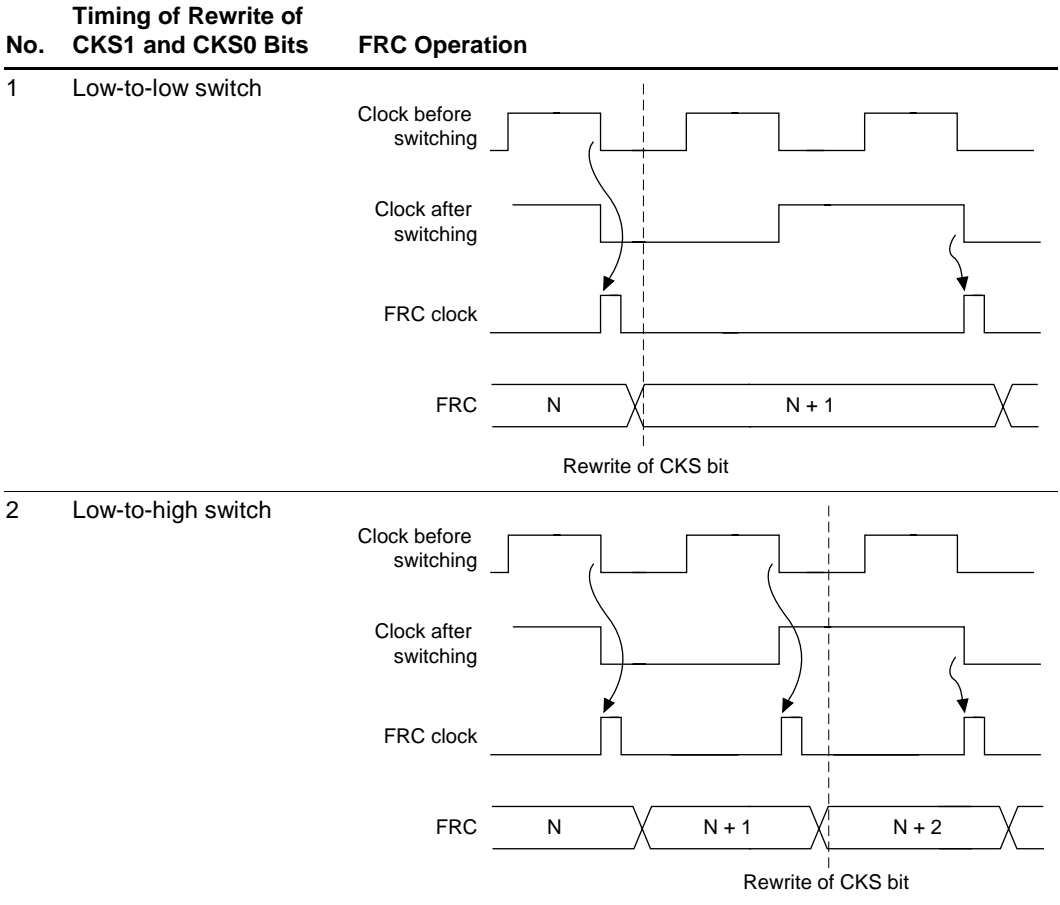 Timing of Rewrite of
No. CKS1 and CKS0 Bits FRC Operation
1 Low-to-low switch
Clock before
switching
Clock after
switching
FRC clock
FRC N N + 1
Rewrite of CKS bit
2 Low-to-high switch
Clock before
switching
Clock after
switching
FRC clock
FRC N N + 1 N + 2
Rewrite of CKS bit